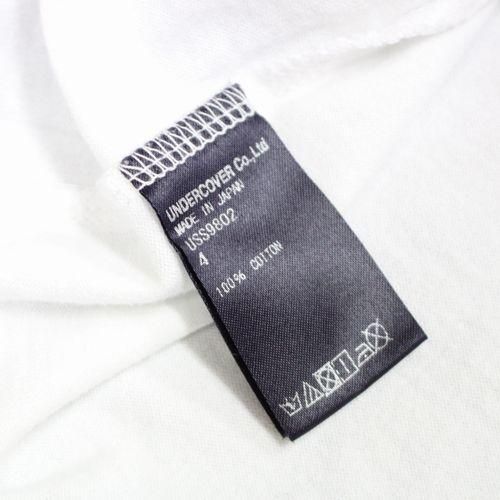 UNDERCOVER Co.,Ltd
MADE IN JAPAN
USS9802
4
100% COTTON